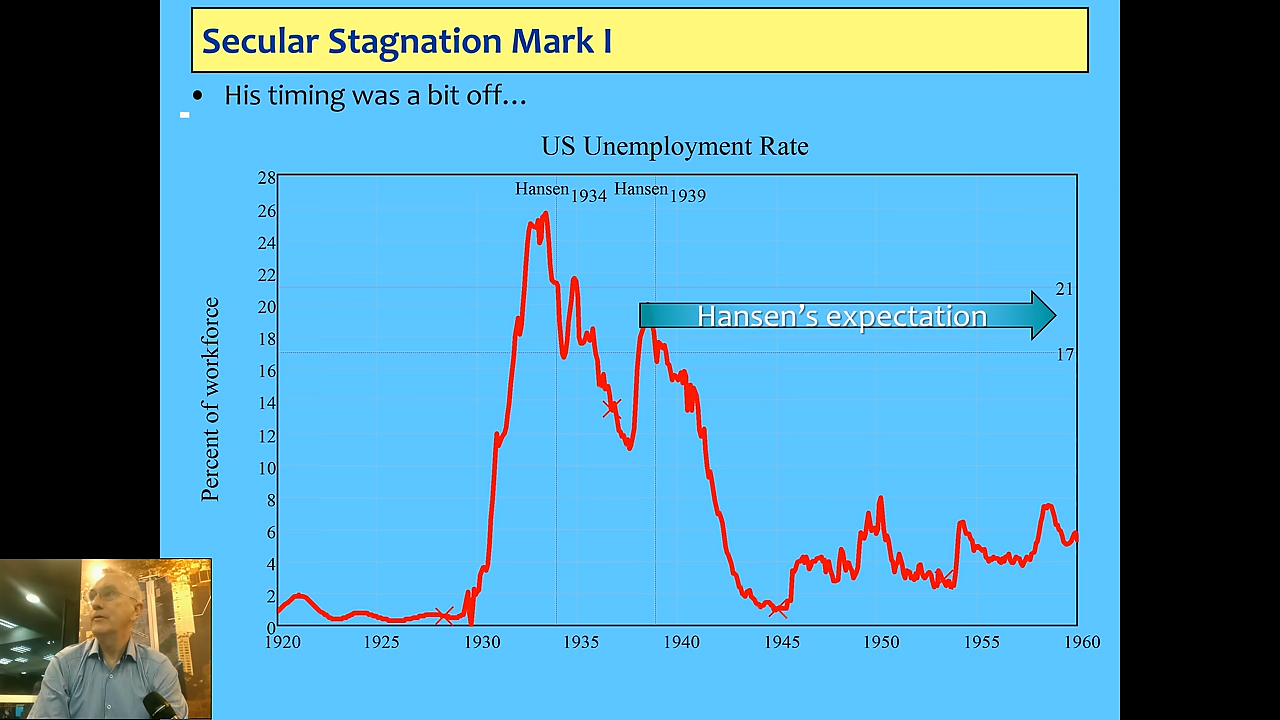 Secular Stagnation Mark I
• His timing was a bit off…
US Unemployment Rate
Hansen 1934 Hansen 1939
Percent of workforce
28
26
24
22
20
18
16
14
12
10
8
6
4
2
0
21
17
Hansen's expectation
1920 1925 1930 1935 1940 1945 1950 1955 1960